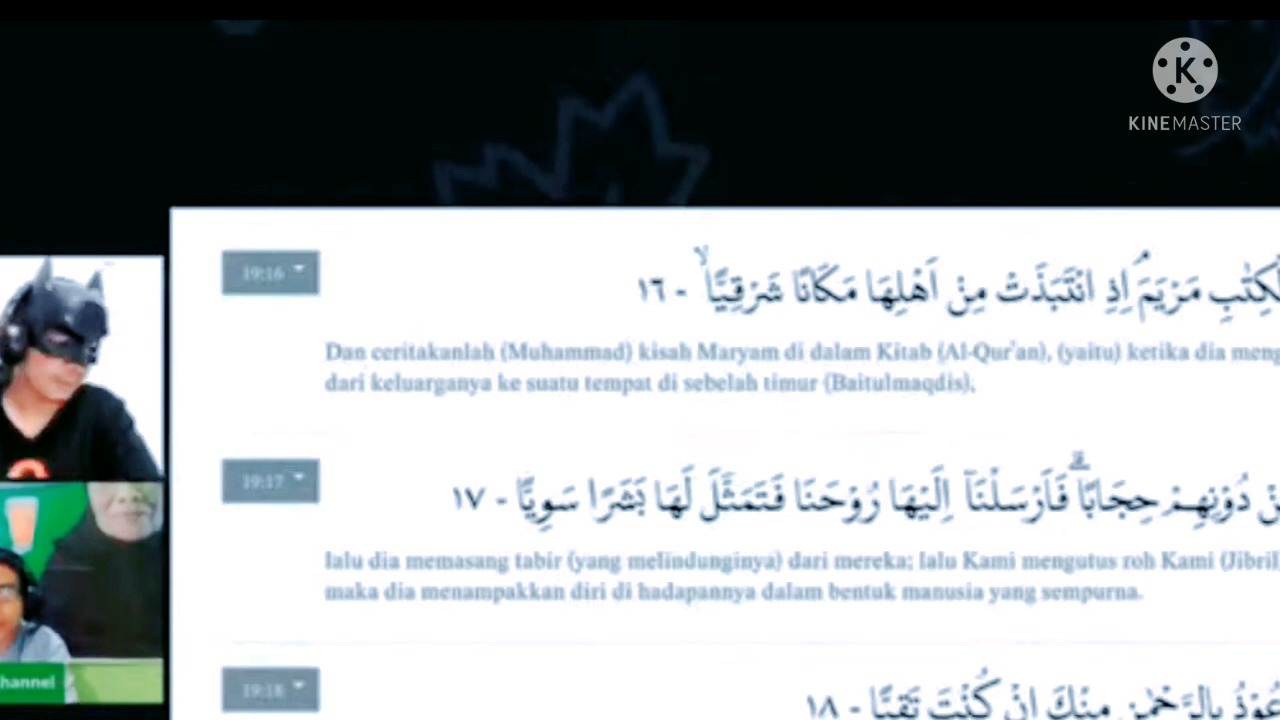 KINEMASTER
19:16
لْكِتٰبِ مَرْيَمَۘ اِذِ انْتَبَذَتْ مِنْ اَهْلِهَا مَكَانًا شَرْقِيًّاۙ - ١٦
Dan ceritakanlah (Muhammad) kisah Maryam di dalam Kitab (Al-Qur'an), (yaitu) ketika dia meng
dari keluarganya ke suatu tempat di sebelah timur (Baitulmaqdis),
19:17
دُوْنِهِمْ حِجَابًاۗ فَاَرْسَلْنَآ اِلَيْهَا رُوْحَنَا فَتَمَثَّلَ لَهَا بَشَرًا سَوِيًّا - ١٧
lalu dia memasang tabir (yang melindunginya) dari mereka; lalu Kami mengutus roh Kami (Jibril)
maka dia menampakkan diri di hadapannya dalam bentuk manusia yang sempurna.
19:18
عُوْذُ بِالرَّحْمٰنِ مِنْكَ اِنْ كُنْتَ تَقِيًّا - ١٨
hannel